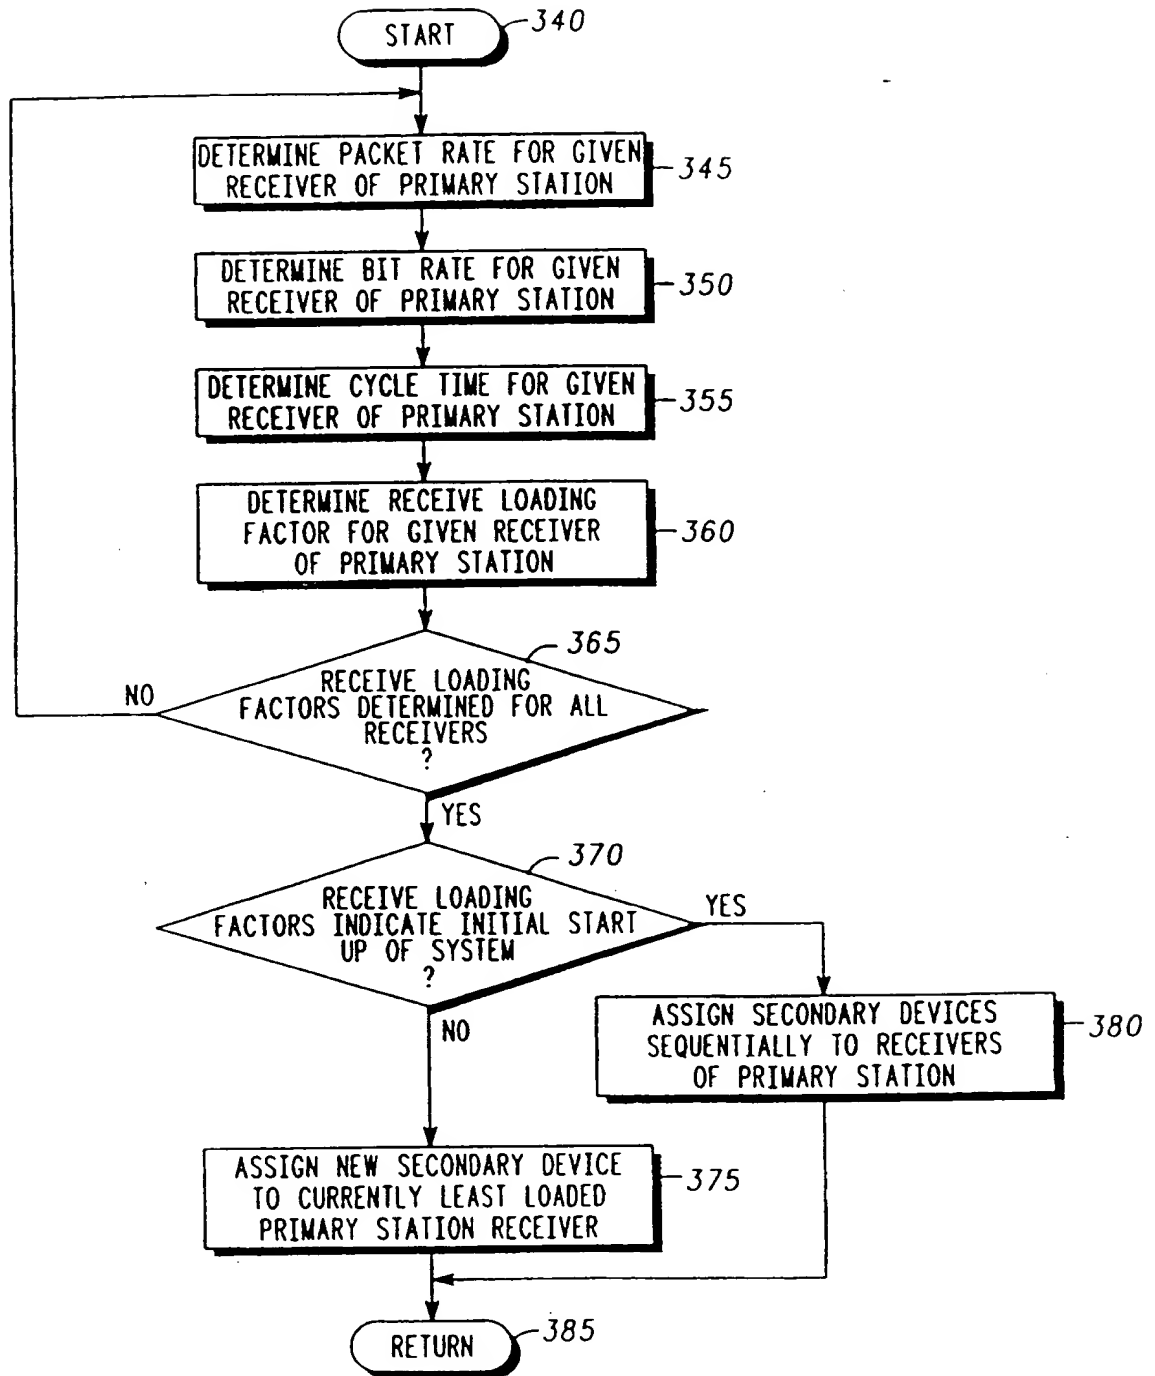 START
340
DETERMINE PACKET RATE FOR GIVEN
RECEIVER OF PRIMARY STATION
345
DETERMINE BIT RATE FOR GIVEN
RECEIVER OF PRIMARY STATION
350
DETERMINE CYCLE TIME FOR GIVEN
RECEIVER OF PRIMARY STATION
355
DETERMINE RECEIVE LOADING
FACTOR FOR GIVEN RECEIVER
OF PRIMARY STATION
360
365
RECEIVE LOADING
FACTORS DETERMINED FOR ALL
RECEIVERS
?
NO
YES
370
RECEIVE LOADING
FACTORS INDICATE INITIAL START
UP OF SYSTEM
?
YES
NO
ASSIGN SECONDARY DEVICES
SEQUENTIALLY TO RECEIVERS
OF PRIMARY STATION
380
ASSIGN NEW SECONDARY DEVICE
TO CURRENTLY LEAST LOADED
PRIMARY STATION RECEIVER
375
RETURN
385